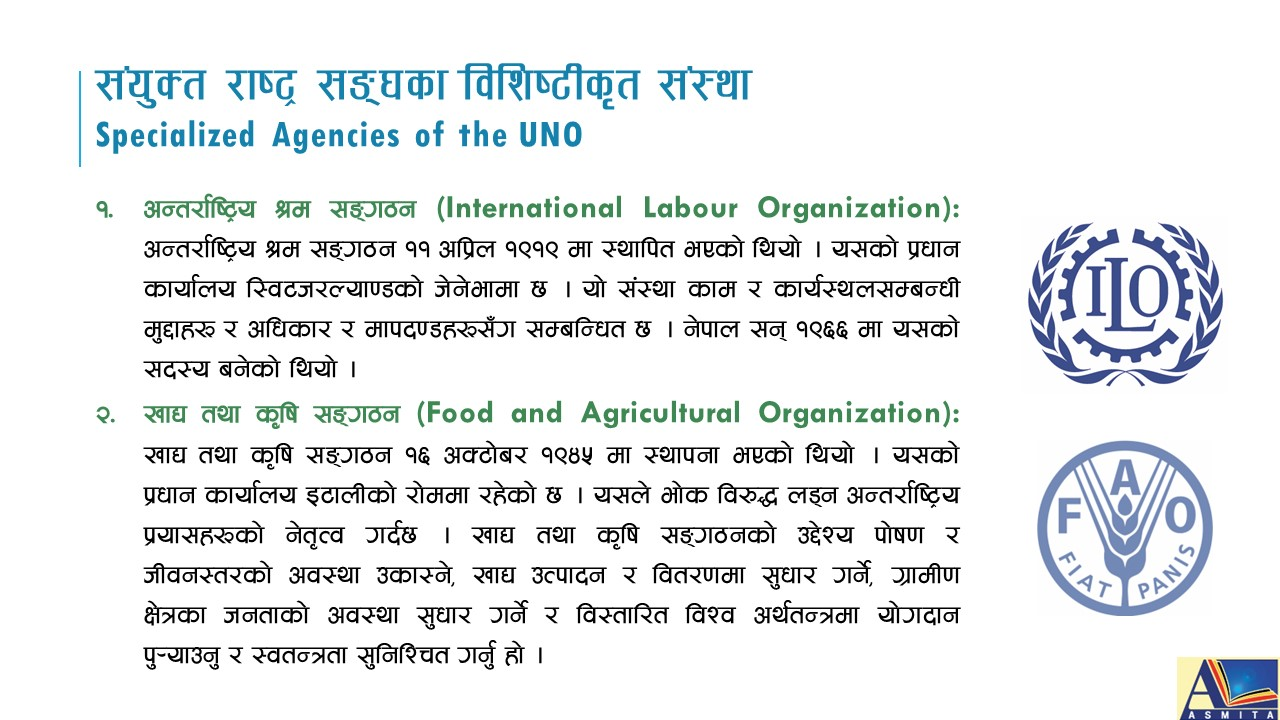 संयुक्त राष्ट्र सङ्घका विशिष्टीकृत संस्था
Specialized Agencies of the UNO
१. अन्तर्राष्ट्रिय श्रम सङ्गठन (International Labour Organization):
अन्तर्राष्ट्रिय श्रम सङ्गठन ११ अप्रिल १९१९ मा स्थापित भएको थियो । यसको प्रधान
कार्यालय स्विटजरल्याण्डको जेनेभामा छ । यो संस्था काम र कार्यस्थलसम्बन्धी
मुद्दाहरू र अधिकार र मापदण्डहरूसँग सम्बन्धित छ । नेपाल सन् १९६६ मा यसको
सदस्य बनेको थियो ।
२. खाद्य तथा कृषि सङ्गठन (Food and Agricultural Organization):
खाद्य तथा कृषि सङ्गठन १६ अक्टोबर १९४५ मा स्थापना भएको थियो । यसको
प्रधान कार्यालय इटालीको रोममा रहेको छ । यसले भोक विरुद्ध लड्न अन्तर्राष्ट्रिय
प्रयासहरूको नेतृत्व गर्दछ । खाद्य तथा कृषि सङ्गठनको उद्देश्य पोषण र
जीवनस्तरको अवस्था उकास्ने, खाद्य उत्पादन र वितरणमा सुधार गर्ने, ग्रामीण
क्षेत्रका जनताको अवस्था सुधार गर्ने र विस्तारित विश्व अर्थतन्त्रमा योगदान
पुऱ्याउनु र स्वतन्त्रता सुनिश्चित गर्नु हो ।
ILO
F A O
FIAT PANIS
A
ASMITA